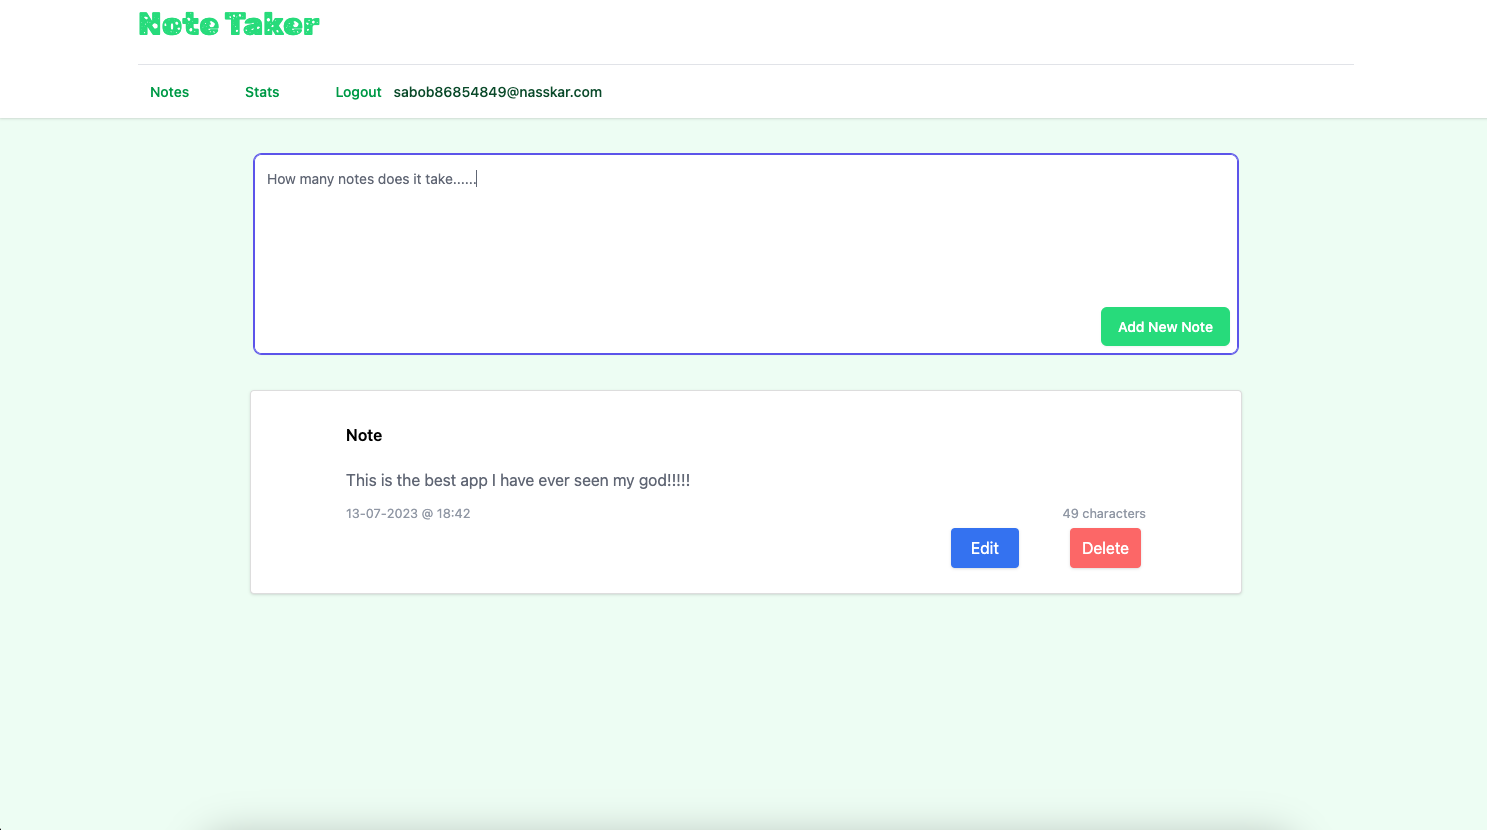 Note Taker
Notes Stats Logout sabob86854849@nasskar.com
How many notes does it take......
Add New Note
Note
This is the best app I have ever seen my god!!!!!
13-07-2023 @ 18:42 49 characters
Edit Delete